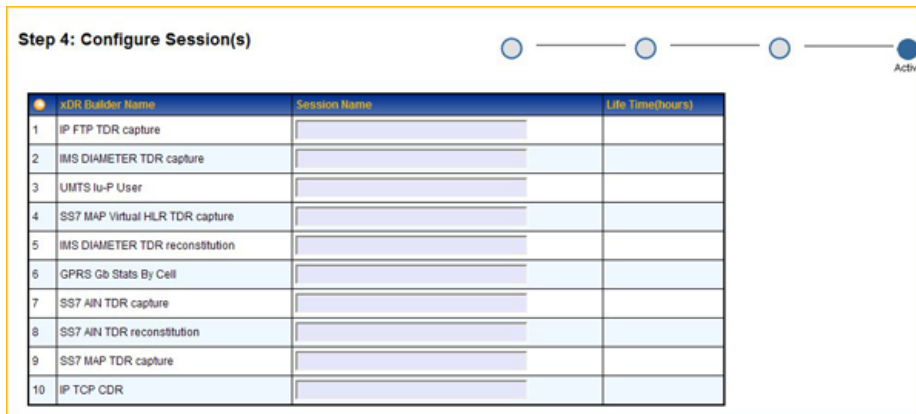 Step 4: Configure Session(s)
Activ
xDR Builder Name Session Name Life Time(hours)
1 IP FTP TDR capture
2 IMS DIAMETER TDR capture
3 UMTS Iu-P User
4 SS7 MAP Virtual HLR TDR capture
5 IMS DIAMETER TDR reconstitution
6 GPRS Gb Stats By Cell
7 SS7 AIN TDR capture
8 SS7 AIN TDR reconstitution
9 SS7 MAP TDR capture
10 IP TCP CDR